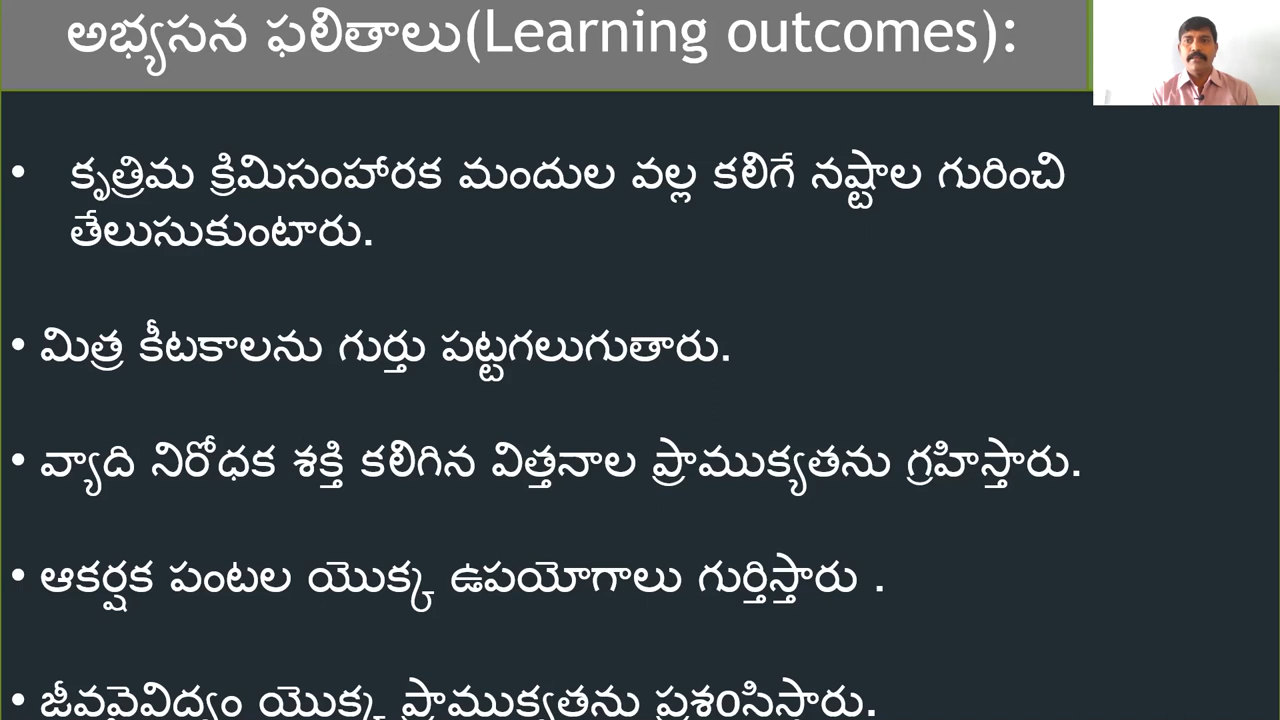 అభ్యసన ఫలితాలు(Learning outcomes):
• కృత్రిమ క్రిమిసంహారక మందుల వల్ల కలిగే నష్టాల గురించి
తేలుసుకుంటారు.
• మిత్ర కీటకాలను గుర్తు పట్టగలుగుతారు.
• వ్యాది నిరోధక శక్తి కలిగిన విత్తనాల ప్రాముక్యతను గ్రహిస్తారు.
• ఆకర్షక పంటల యొక్క ఉపయోగాలు గుర్తిస్తారు .
• జీవవైవిద్యం యొక్క ప్రాముక్యతను ప్రశ0సిస్తారు.